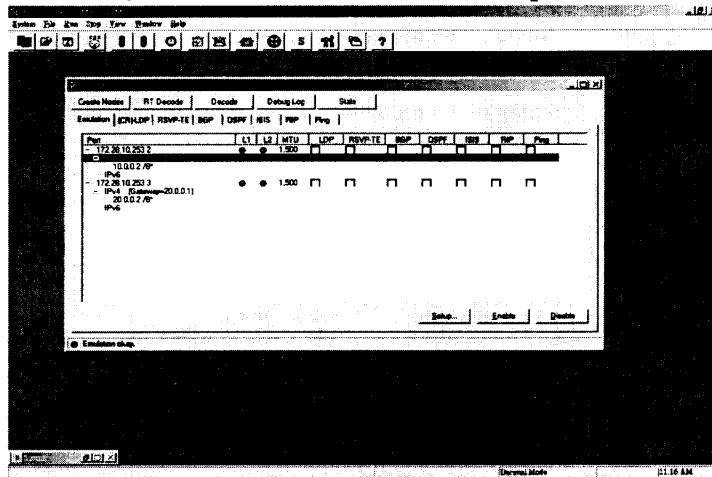 System File Run Stop View Window Help
S ?
Create Nodes RT Decode Decode Debug Log Stats
Emulation (CR)-LDP RSVP-TE BGP OSPF ISIS RIP Ping
Port L1 L2 MTU LDP RSVP-TE BGP OSPF ISIS RIP Ping
172.28.10.253 2 1,500
10.0.0.2 /8*
IPv6
172.28.10.253 3 1,500
IPv4 (Gateway=20.0.0.1)
20.0.0.2 /8*
IPv6
Setup... Enable Disable
Emulation okay.
Decimal Mode 11:16 AM